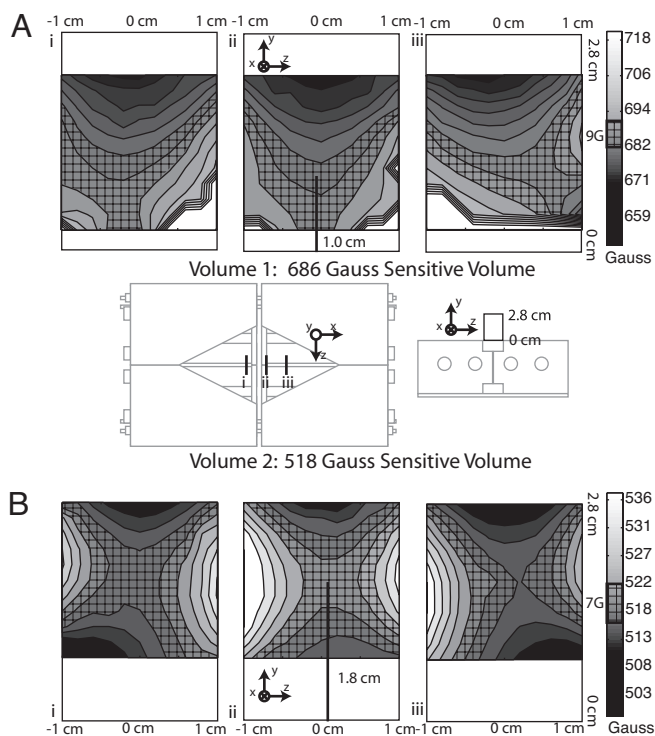 A
-1 cm 0 cm 1 cm
-1 cm 0 cm 1 cm
-1 cm 0 cm 1 cm
i
ii
iii
y
x z
2.8 cm
0 cm
1.0 cm
718
706
694
9G
682
671
659
Gauss
Volume 1: 686 Gauss Sensitive Volume
y x
z
i
ii
iii
y
x z
2.8 cm
0 cm
Volume 2: 518 Gauss Sensitive Volume
B
2.8 cm
0 cm
536
531
527
522
7G
518
513
508
503
Gauss
y
x z
1.8 cm
i
ii
iii
-1 cm 0 cm 1 cm
-1 cm 0 cm 1 cm
-1 cm 0 cm 1 cm